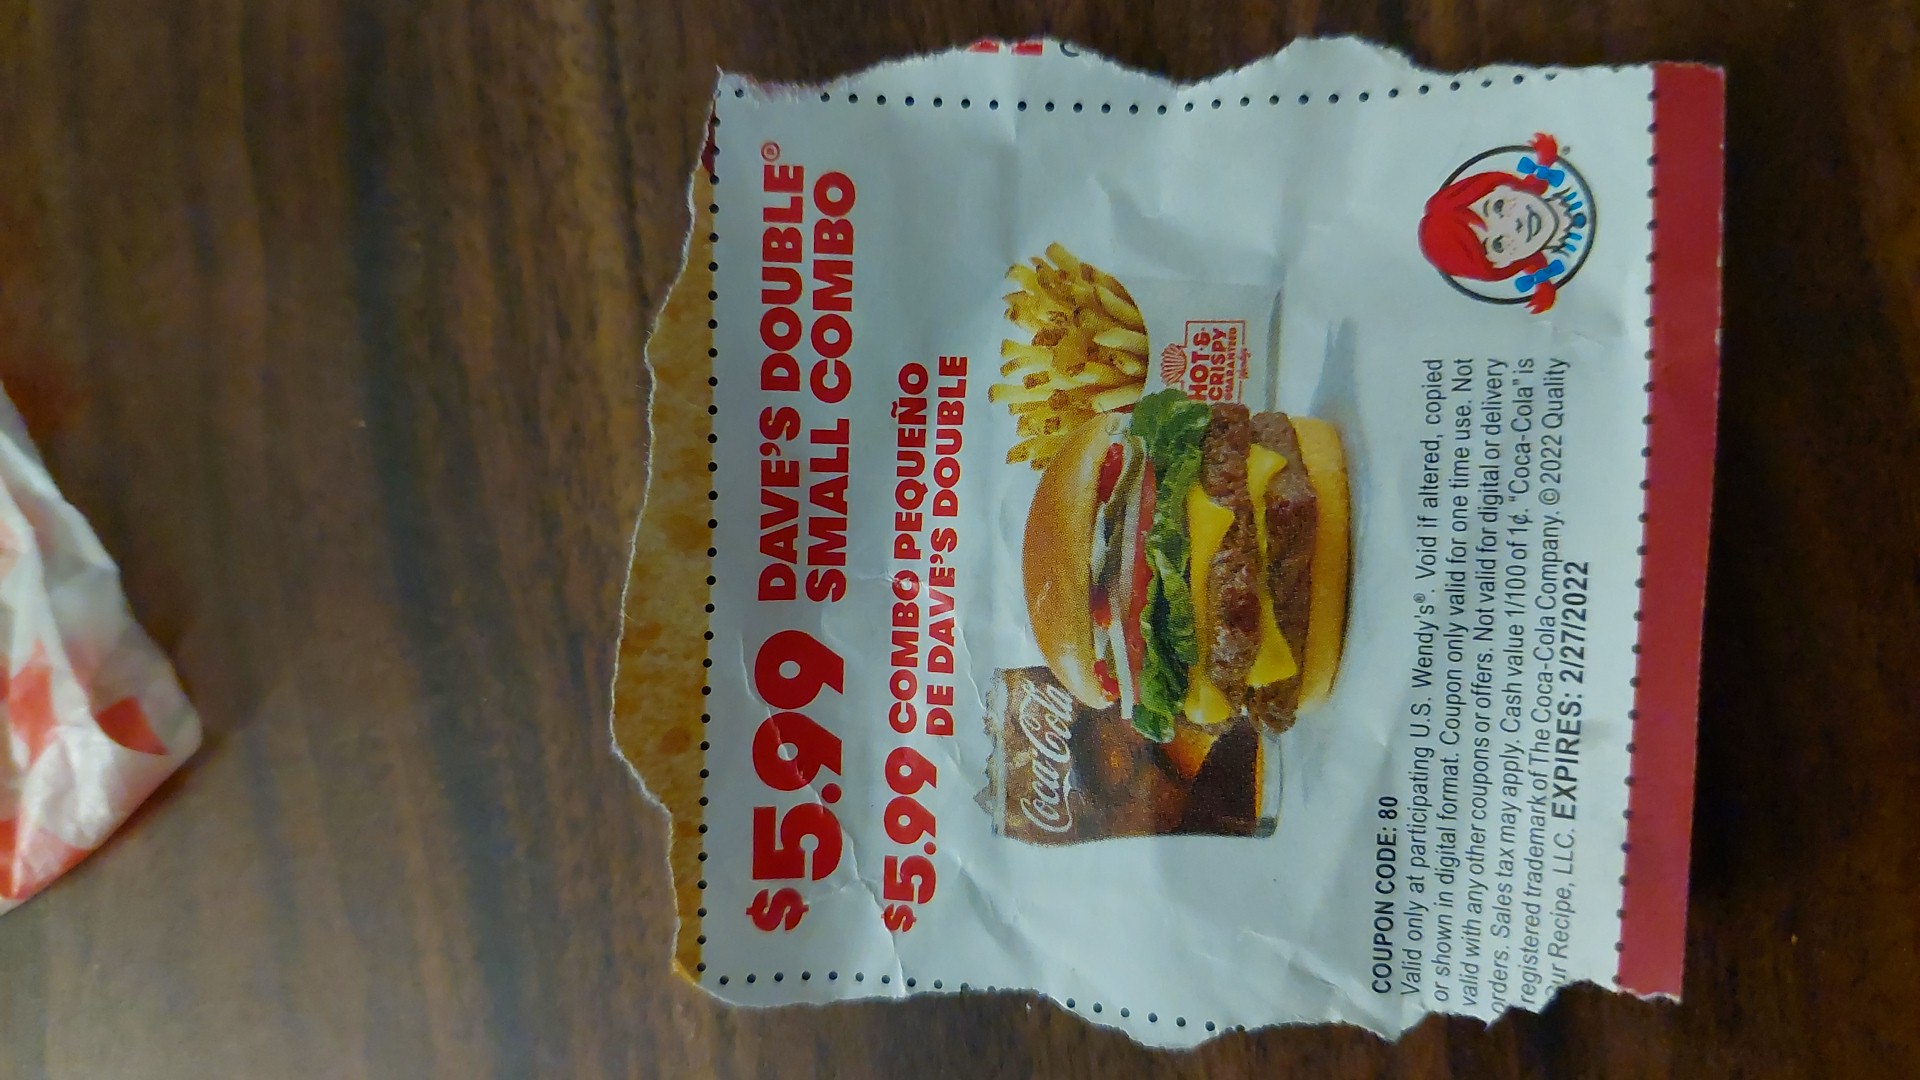 $5.99 DAVE'S DOUBLE®
SMALL COMBO
$5.99 COMBO PEQUEÑO
DE DAVE'S DOUBLE
Coca-Cola
HOT &
CRISPY
GUARANTEED
Wendy's
COUPON CODE: 80
Valid only at participating U.S. Wendy's®. Void if altered, copied
or shown in digital format. Coupon only valid for one time use. Not
valid with any other coupons or offers. Not valid for digital or delivery
orders. Sales tax may apply. Cash value 1/100 of 1¢. "Coca-Cola" is
registered trademark of The Coca-Cola Company. ©2022 Quality
Our Recipe, LLC. EXPIRES: 2/27/2022